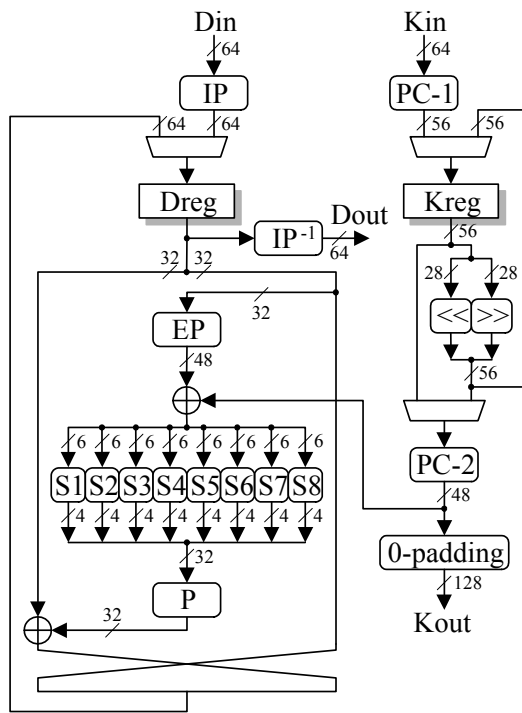 Din Kin
64 64
IP PC-1
64 64 56 56
Dreg Kreg
IP⁻¹ Dout 64 56
32 32 28 28
32
EP << >>
48 56
6 6 6 6 6 6 6 6
S1 S2 S3 S4 S5 S6 S7 S8 PC-2
4 4 4 4 4 4 4 4 48
32 0-padding
P 128
32 Kout